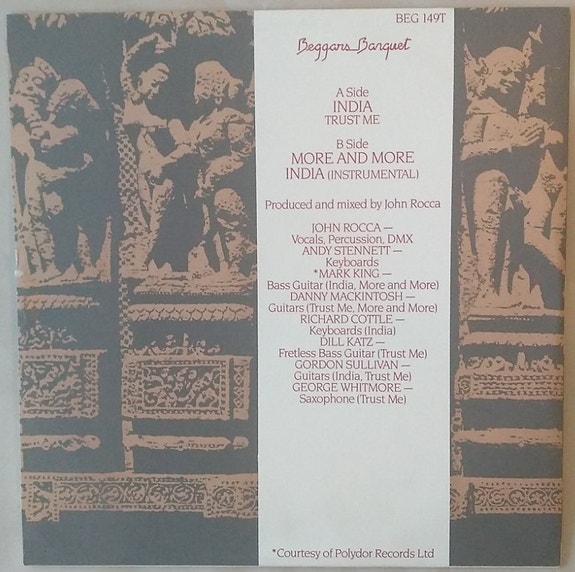 BEG 149T
Beggars Banquet
A Side
INDIA
TRUST ME
B Side
MORE AND MORE
INDIA (INSTRUMENTAL)
Produced and mixed by John Rocca
JOHN ROCCA —
Vocals, Percussion, DMX
ANDY STENNETT —
Keyboards
*MARK KING —
Bass Guitar (India, More and More)
DANNY MACKINTOSH —
Guitars (Trust Me, More and More)
RICHARD COTTLE —
Keyboards (India)
DILL KATZ —
Fretless Bass Guitar (Trust Me)
GORDON SULLIVAN —
Guitars (India, Trust Me)
GEORGE WHITMORE —
Saxophone (Trust Me)
*Courtesy of Polydor Records Ltd